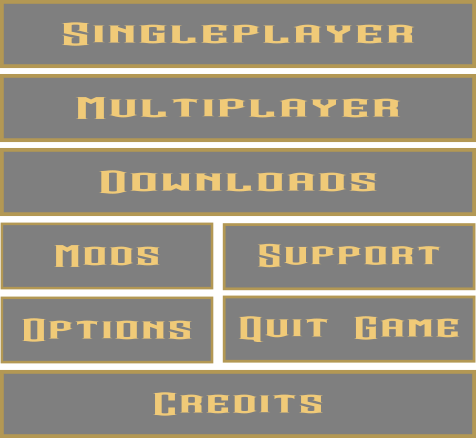 Singleplayer
Multiplayer
Downloads
Mods
Support
Options
Quit Game
Credits